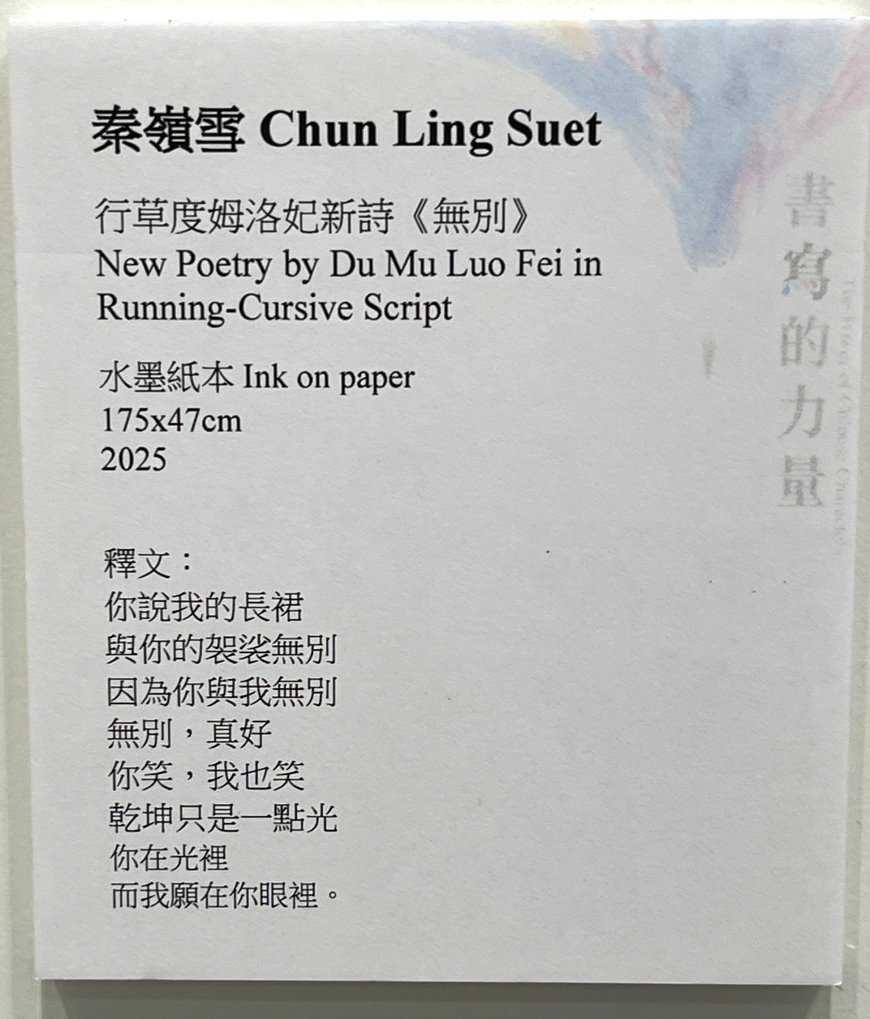 秦嶺雪 Chun Ling Suet
行草度姆洛妃新詩《無別》
New Poetry by Du Mu Luo Fei in
Running-Cursive Script
水墨紙本 Ink on paper
175x47cm
2025
釋文：
你說我的長裙
與你的袈裟無別
因為你與我無別
無別，真好
你笑，我也笑
乾坤只是一點光
你在光裡
而我願在你眼裡。
書寫的力量